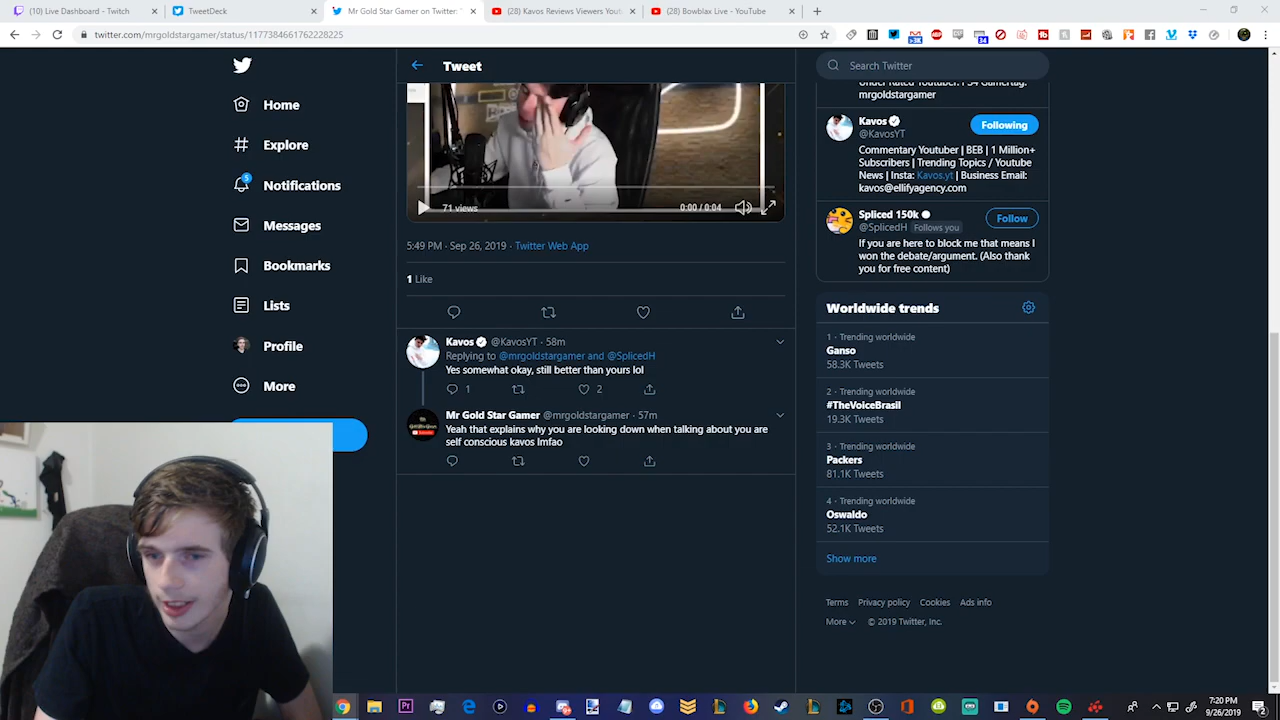 (10) Live Dashboard - Twitch
TweetDeck
Mr Gold Star Gamer on Twitter:
(28) Kavos Reviews Viewers Yout
(28) Bowblax Live - YouTube
twitter.com/mrgoldstargamer/status/1177384661762228225
Home
Explore
5
Notifications
Messages
Bookmarks
Lists
Profile
More
Tweet
71 views
0:00 / 0:04
5:49 PM · Sep 26, 2019 · Twitter Web App
1 Like
Kavos @KavosYT · 58m
Replying to @mrgoldstargamer and @SplicedH
Yes somewhat okay, still better than yours lol
1
2
Mr Gold Star Gamer @mrgoldstargamer · 57m
Yeah that explains why you are looking down when talking about you are
self conscious kavos lmfao
Search Twitter
Under Rated Youtuber. PS4 Gamertag:
mrgoldstargamer
Kavos
@KavosYT
Following
Commentary Youtuber | BEB | 1 Million+
Subscribers | Trending Topics / Youtube
News | Insta: Kavos.yt | Business Email:
kavos@ellifyagency.com
Spliced 150k
@SplicedH Follows you
Follow
If you are here to block me that means I
won the debate/argument. (Also thank
you for free content)
Worldwide trends
1 · Trending worldwide
Ganso
58.3K Tweets
2 · Trending worldwide
#TheVoiceBrasil
19.3K Tweets
3 · Trending worldwide
Packers
81.1K Tweets
4 · Trending worldwide
Oswaldo
52.1K Tweets
Show more
Terms Privacy policy Cookies Ads info
More © 2019 Twitter, Inc.
7:20 PM
9/26/2019